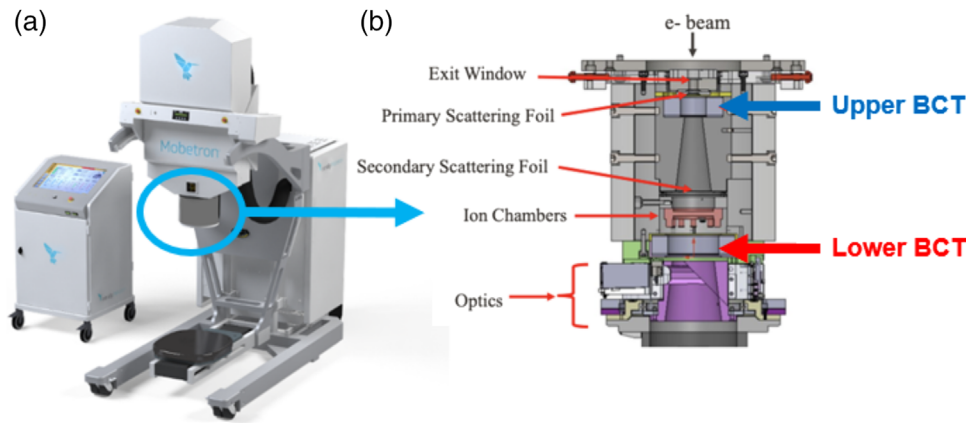 (a)
Mobetron
(b)
e- beam
Exit Window
Primary Scattering Foil
Upper BCT
Secondary Scattering Foil
Ion Chambers
Lower BCT
Optics